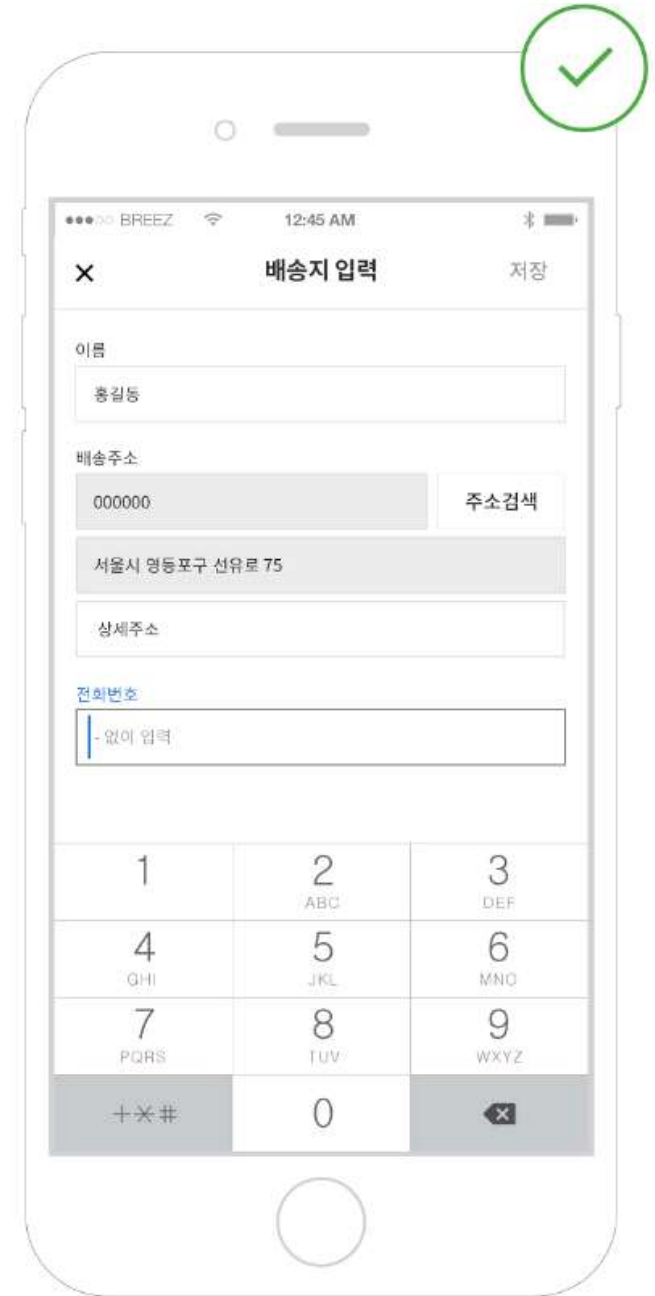 BREEZ 12:45 AM
× 배송지 입력 저장
이름
홍길동
배송주소
000000 주소검색
서울시 영등포구 선유로 75
상세주소
전화번호
- 없이 입력
1 2 3
ABC DEF
4 5 6
GHI JKL MNO
7 8 9
PQRS TUV WXYZ
+*# 0